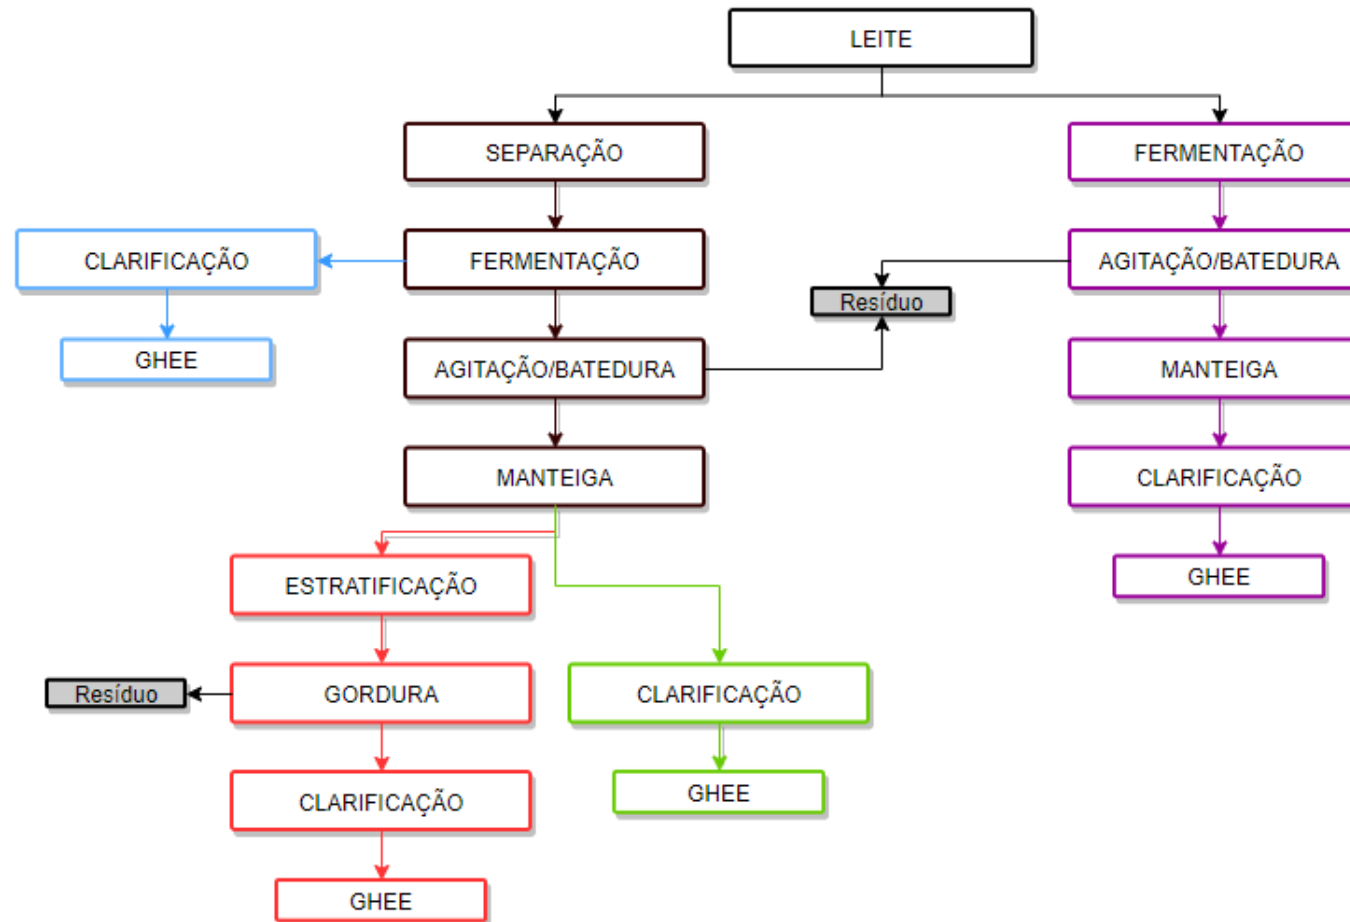 LEITE
SEPARAÇÃO
FERMENTAÇÃO
CLARIFICAÇÃO
FERMENTAÇÃO
AGITAÇÃO/BATEDURA
Resíduo
GHEE
AGITAÇÃO/BATEDURA
MANTEIGA
MANTEIGA
CLARIFICAÇÃO
ESTRATIFICAÇÃO
GHEE
Resíduo
GORDURA
CLARIFICAÇÃO
CLARIFICAÇÃO
GHEE
GHEE